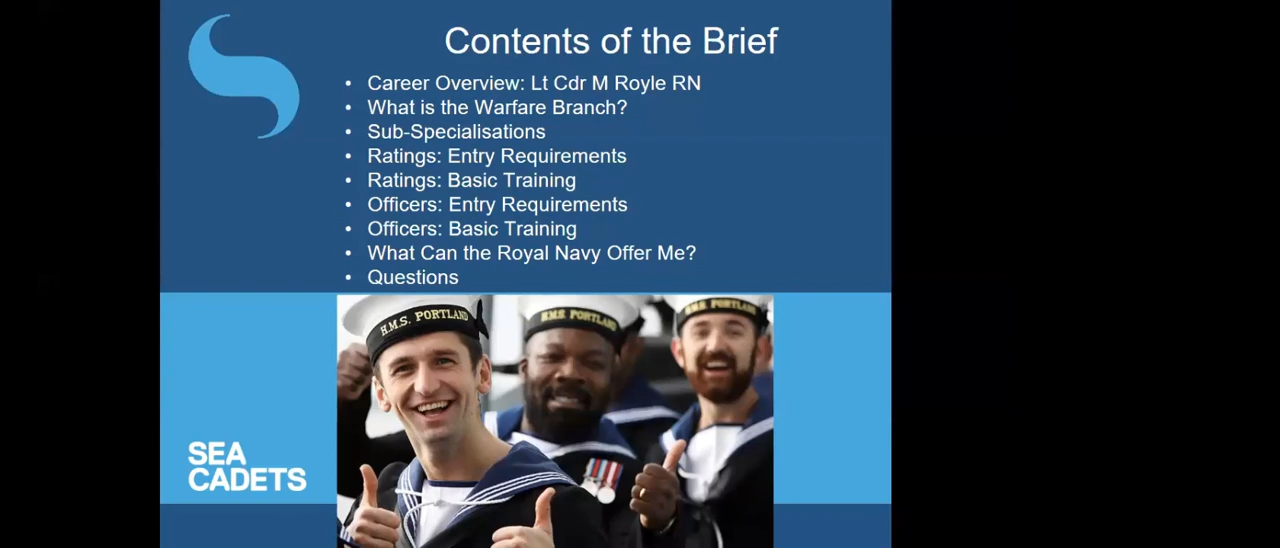 Contents of the Brief
• Career Overview: Lt Cdr M Royle RN
• What is the Warfare Branch?
• Sub-Specialisations
• Ratings: Entry Requirements
• Ratings: Basic Training
• Officers: Entry Requirements
• Officers: Basic Training
• What Can the Royal Navy Offer Me?
• Questions
H.M.S. PORTLAND
H.M.S. PORTLAND
H.M.S. PORTLAND
SEA
CADETS